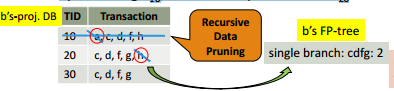 b's-proj. DB TID Transaction
10 a, c, d, f, h
20 c, d, f, g, h
30 c, d, f, g
Recursive
Data
Pruning
b's FP-tree
single branch: cdfg: 2